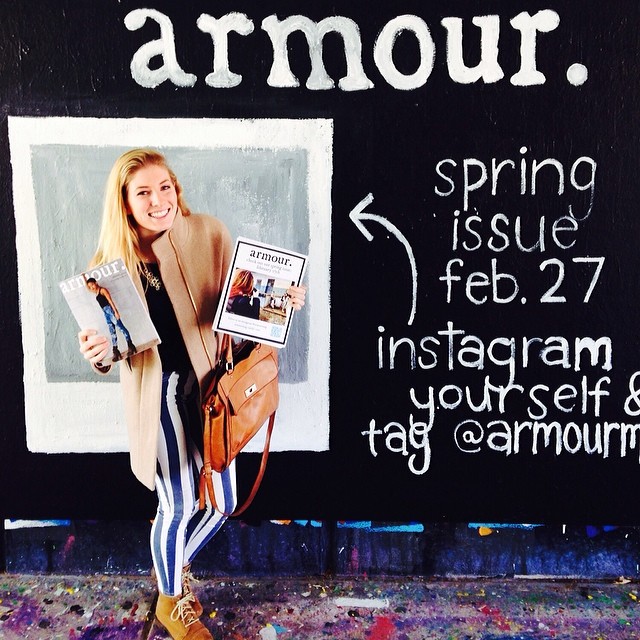 armour.
spring
issue
feb. 27
instagram
yourself &
tag @armourm
armour.
armour.